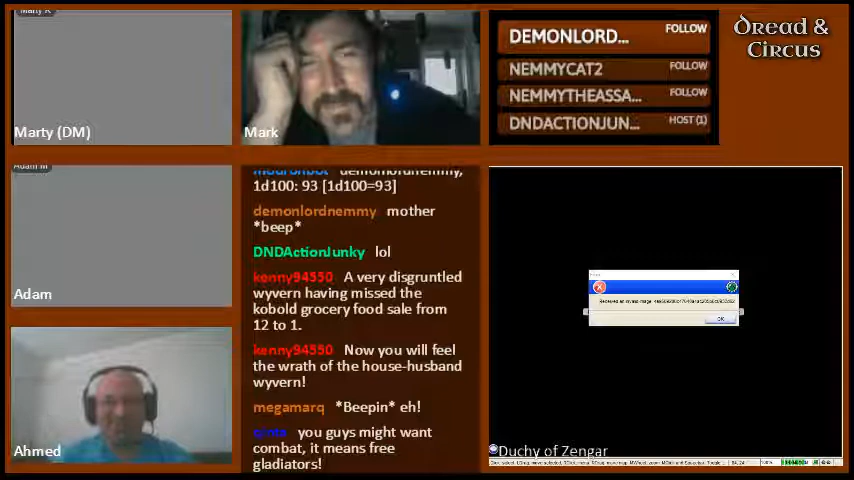 Marty (DM)
Mark
DEMONLORD... FOLLOW
NEMMYCAT2 FOLLOW
NEMMYTHEASSA... FOLLOW
DNDACTIONJUN... HOST (1)
DREAD &
CIRCUS
Adam
Ahmed
demonlordnemmy,
1d100: 93 [1d100=93]
demonlordnemmy mother
*beep*
DNDActionJunky lol
kenny94550 A very disgruntled
wyvern having missed the
kobold grocery food sale from
12 to 1.
kenny94550 Now you will feel
the wrath of the house-husband
wyvern!
megamarq *Beepin* eh!
you guys might want
combat, it means free
gladiators!
OK
Duchy of Zengar